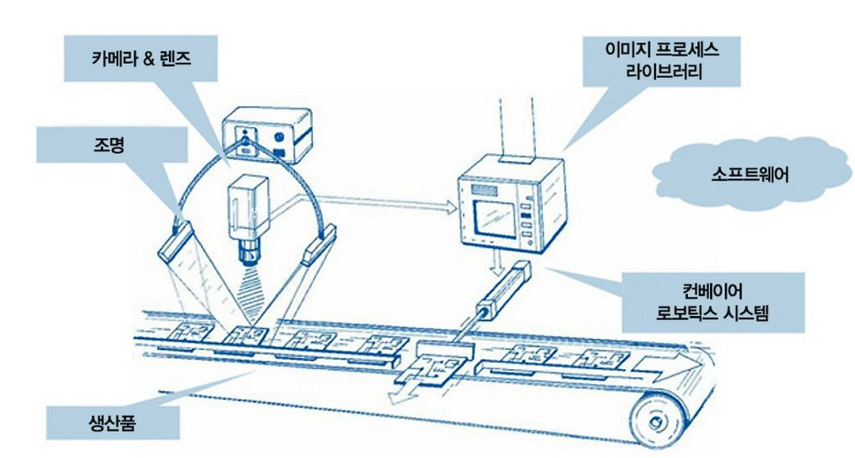 카메라 & 렌즈
이미지 프로세스
라이브러리
조명
소프트웨어
컨베이어
로보틱스 시스템
생산품